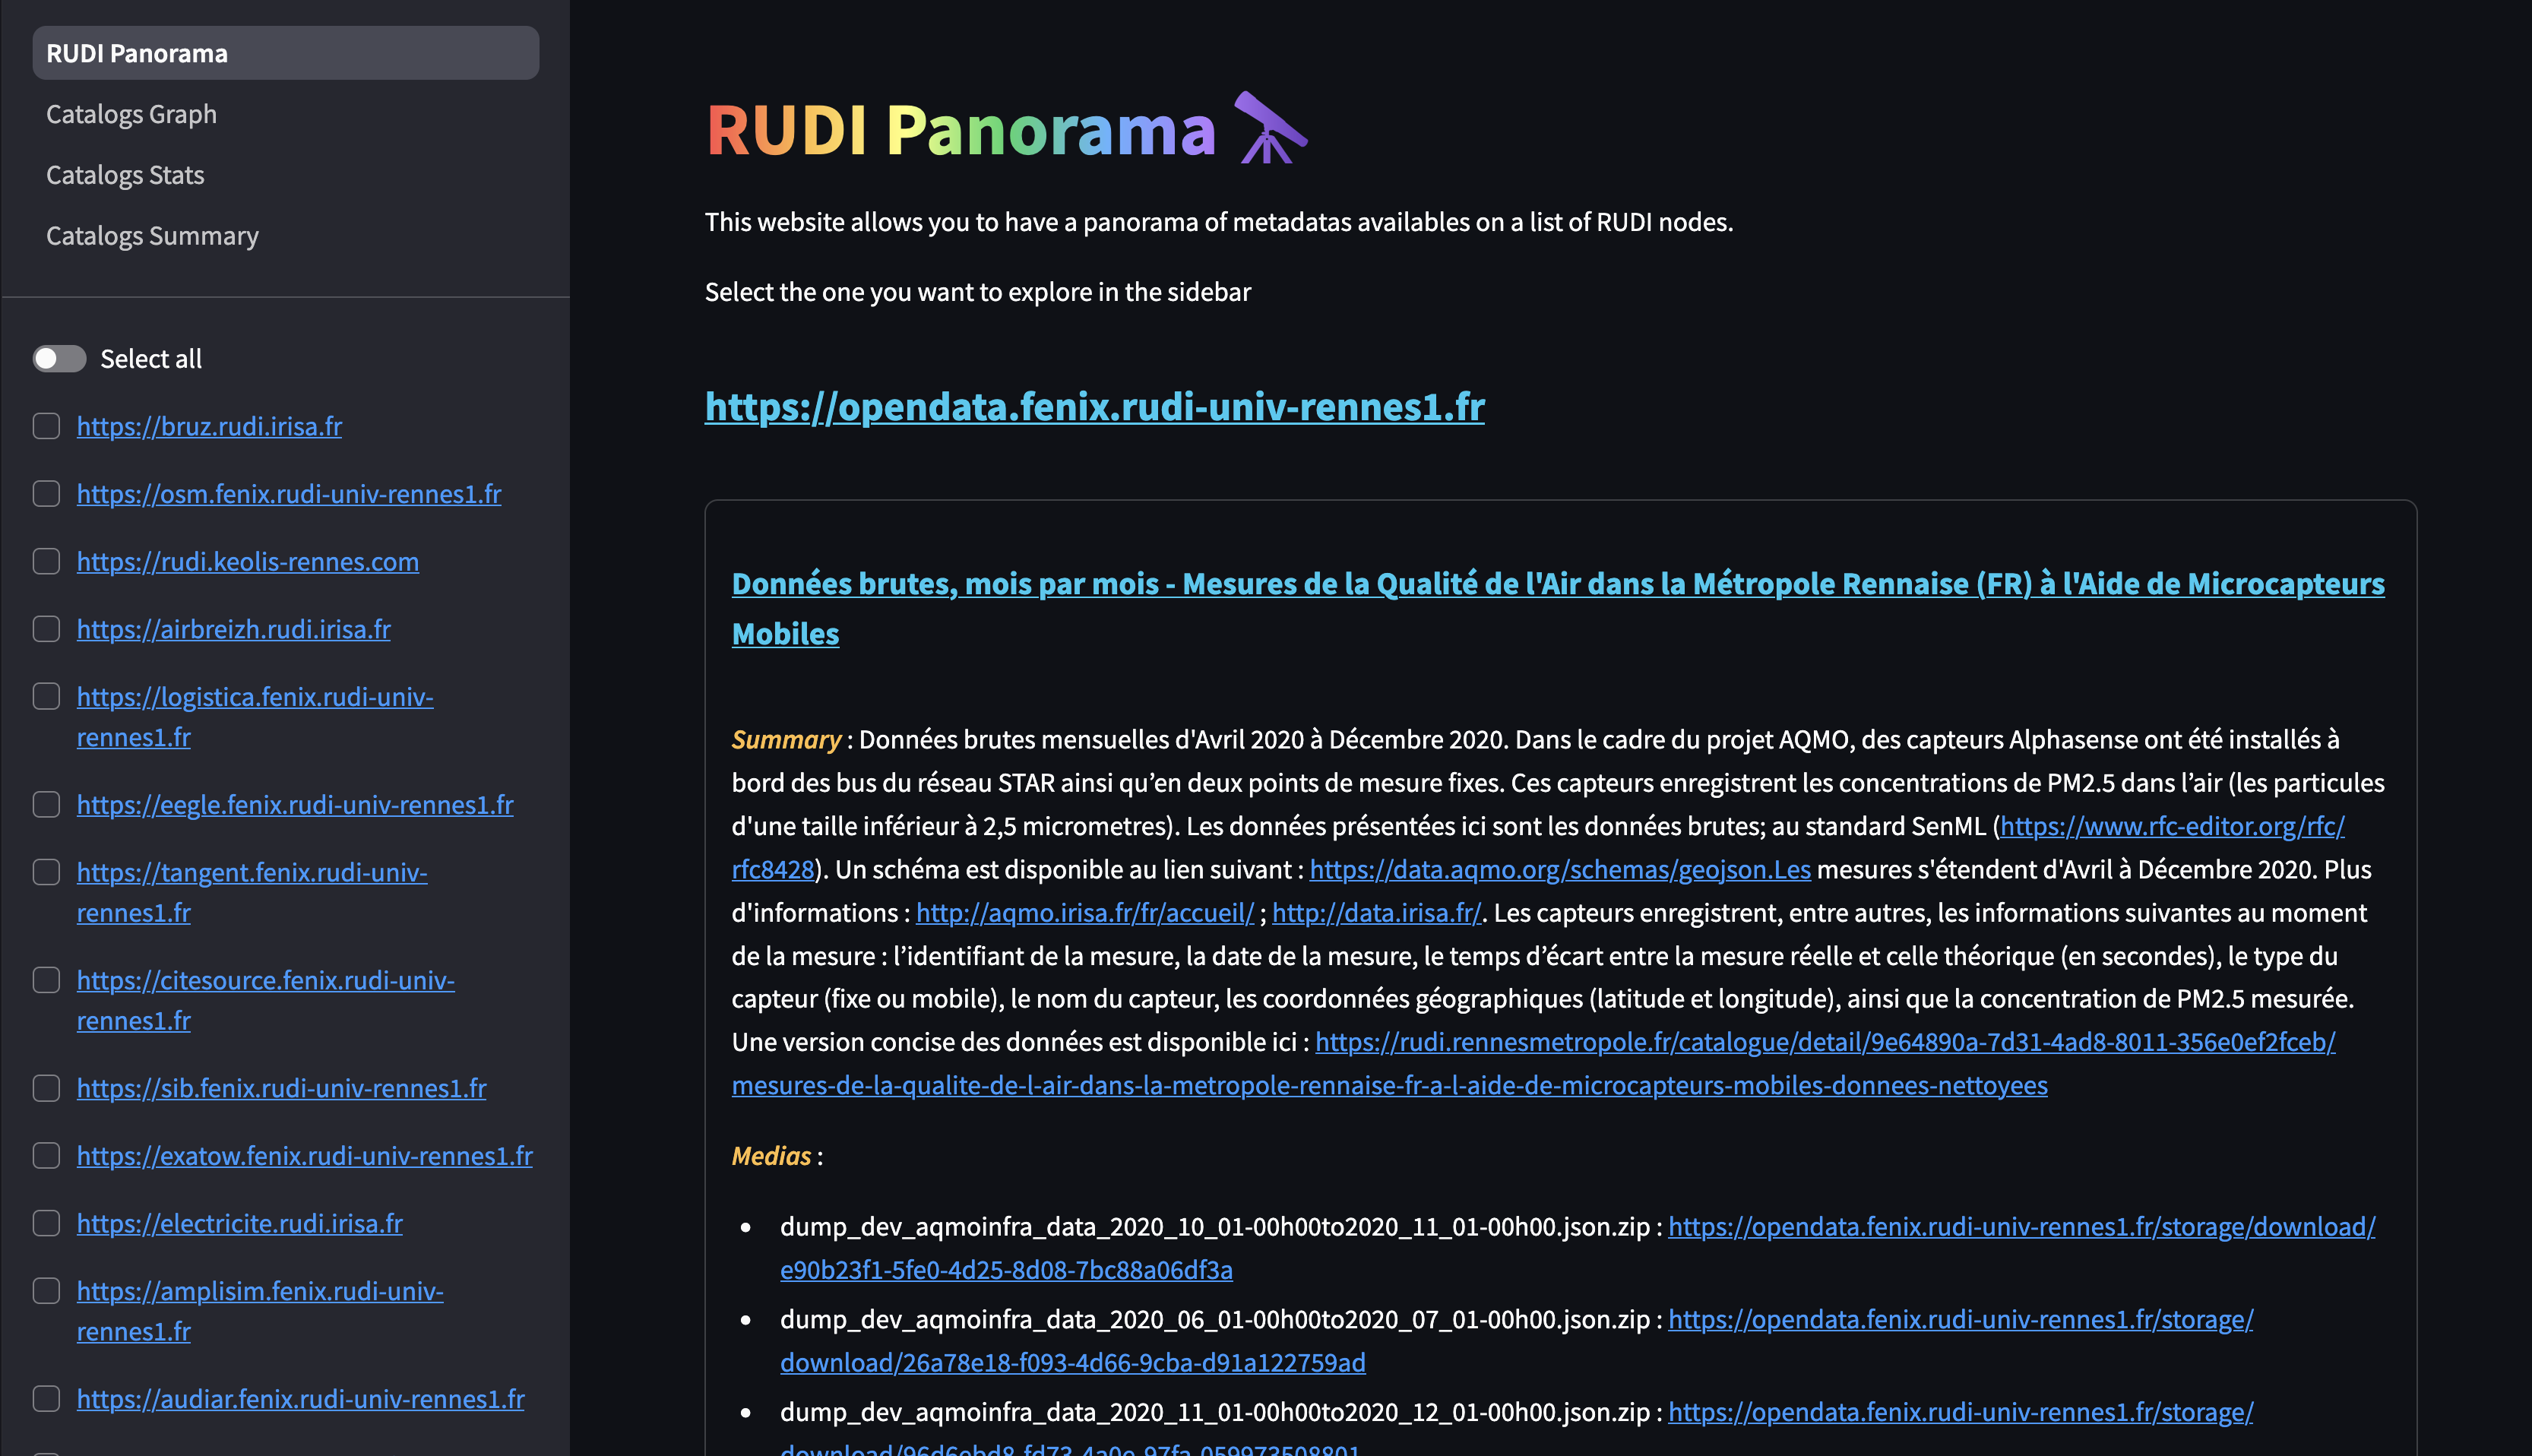 RUDI Panorama
Catalogs Graph
Catalogs Stats
Catalogs Summary
Select all
https://bruz.rudi.irisa.fr
https://osm.fenix.rudi-univ-rennes1.fr
https://rudi.keolis-rennes.com
https://airbreizh.rudi.irisa.fr
https://logistica.fenix.rudi-univ-
rennes1.fr
https://eegle.fenix.rudi-univ-rennes1.fr
https://tangent.fenix.rudi-univ-
rennes1.fr
https://citesource.fenix.rudi-univ-
rennes1.fr
https://sib.fenix.rudi-univ-rennes1.fr
https://exatow.fenix.rudi-univ-rennes1.fr
https://electricite.rudi.irisa.fr
https://amplisim.fenix.rudi-univ-
rennes1.fr
https://audiar.fenix.rudi-univ-rennes1.fr
RUDI Panorama
This website allows you to have a panorama of metadatas availables on a list of RUDI nodes.
Select the one you want to explore in the sidebar
https://opendata.fenix.rudi-univ-rennes1.fr
Données brutes, mois par mois - Mesures de la Qualité de l'Air dans la Métropole Rennaise (FR) à l'Aide de Microcapteurs
Mobiles
Summary : Données brutes mensuelles d'Avril 2020 à Décembre 2020. Dans le cadre du projet AQMO, des capteurs Alphasense ont été installés à
bord des bus du réseau STAR ainsi qu’en deux points de mesure fixes. Ces capteurs enregistrent les concentrations de PM2.5 dans l’air (les particules
d'une taille inférieur à 2,5 micrometres). Les données présentées ici sont les données brutes; au standard SenML (https://www.rfc-editor.org/rfc/
rfc8428). Un schéma est disponible au lien suivant : https://data.aqmo.org/schemas/geojson.Les mesures s'étendent d'Avril à Décembre 2020. Plus
d'informations : http://aqmo.irisa.fr/fr/accueil/ ; http://data.irisa.fr/. Les capteurs enregistrent, entre autres, les informations suivantes au moment
de la mesure : l’identifiant de la mesure, la date de la mesure, le temps d’écart entre la mesure réelle et celle théorique (en secondes), le type du
capteur (fixe ou mobile), le nom du capteur, les coordonnées géographiques (latitude et longitude), ainsi que la concentration de PM2.5 mesurée.
Une version concise des données est disponible ici : https://rudi.rennesmetropole.fr/catalogue/detail/9e64890a-7d31-4ad8-8011-356e0ef2fceb/
mesures-de-la-qualite-de-l-air-dans-la-metropole-rennaise-fr-a-l-aide-de-microcapteurs-mobiles-donnees-nettoyees
Medias :
dump_dev_aqmoinfra_data_2020_10_01-00h00to2020_11_01-00h00.json.zip : https://opendata.fenix.rudi-univ-rennes1.fr/storage/download/
e90b23f1-5fe0-4d25-8d08-7bc88a06df3a
dump_dev_aqmoinfra_data_2020_06_01-00h00to2020_07_01-00h00.json.zip : https://opendata.fenix.rudi-univ-rennes1.fr/storage/
download/26a78e18-f093-4d66-9cba-d91a122759ad
dump_dev_aqmoinfra_data_2020_11_01-00h00to2020_12_01-00h00.json.zip : https://opendata.fenix.rudi-univ-rennes1.fr/storage/